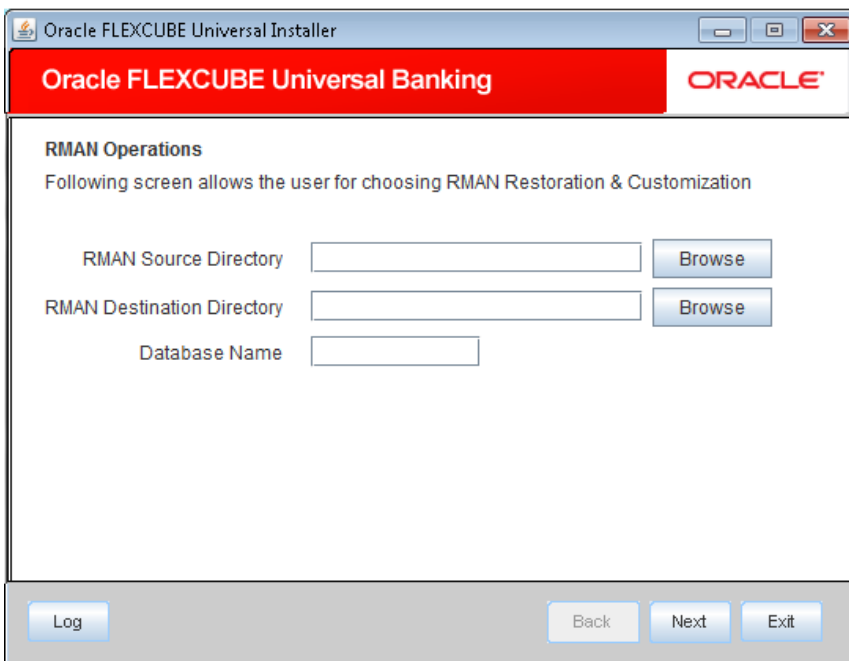 Oracle FLEXCUBE Universal Installer
Oracle FLEXCUBE Universal Banking
ORACLE
RMAN Operations
Following screen allows the user for choosing RMAN Restoration & Customization
RMAN Source Directory
Browse
RMAN Destination Directory
Browse
Database Name
Log
Back
Next
Exit